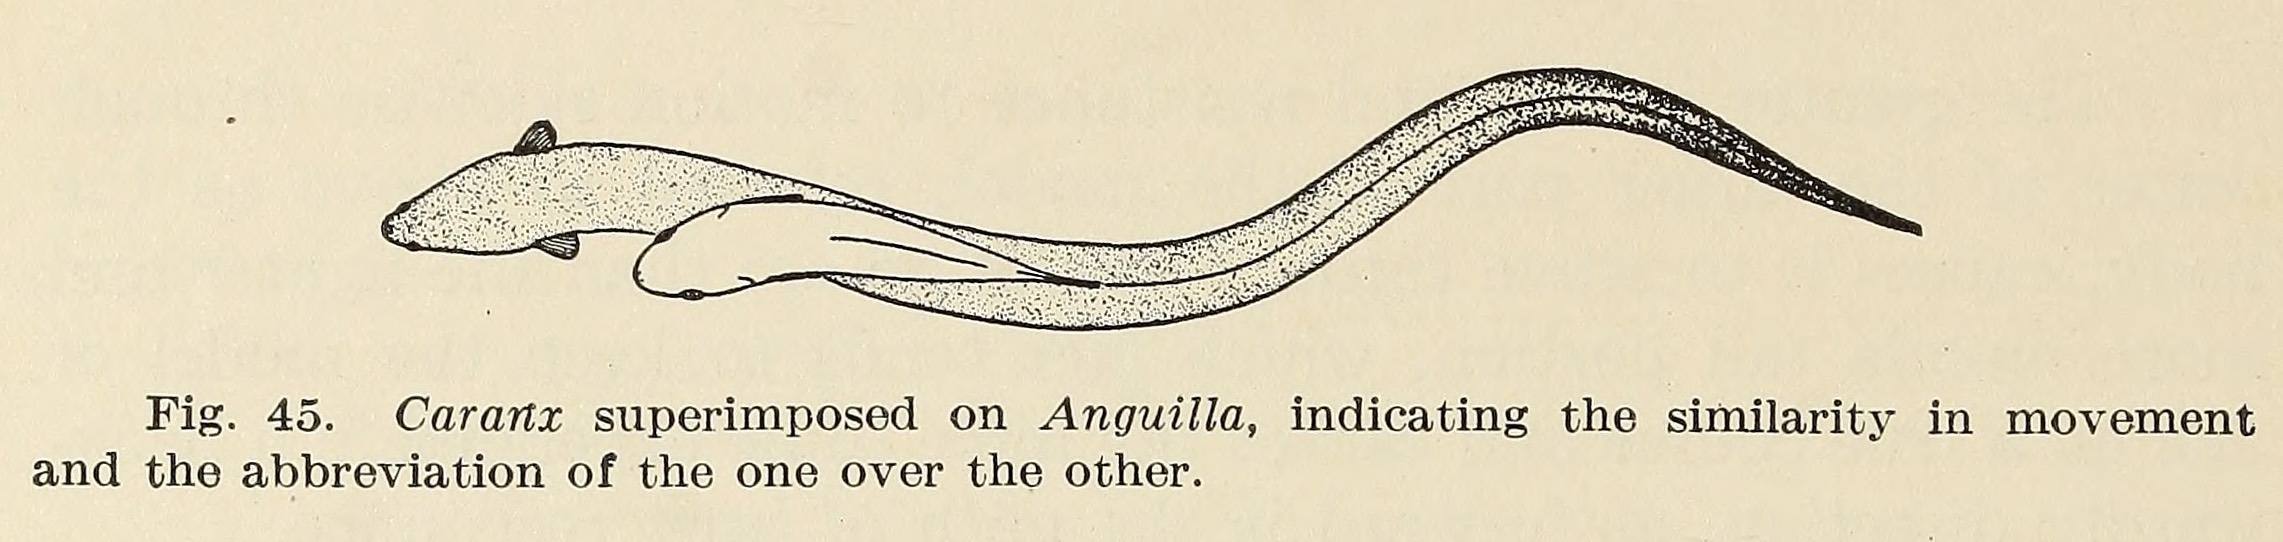 Fig. 45. Caranx superimposed on Anguilla, indicating the similarity in movement
and the abbreviation of the one over the other.